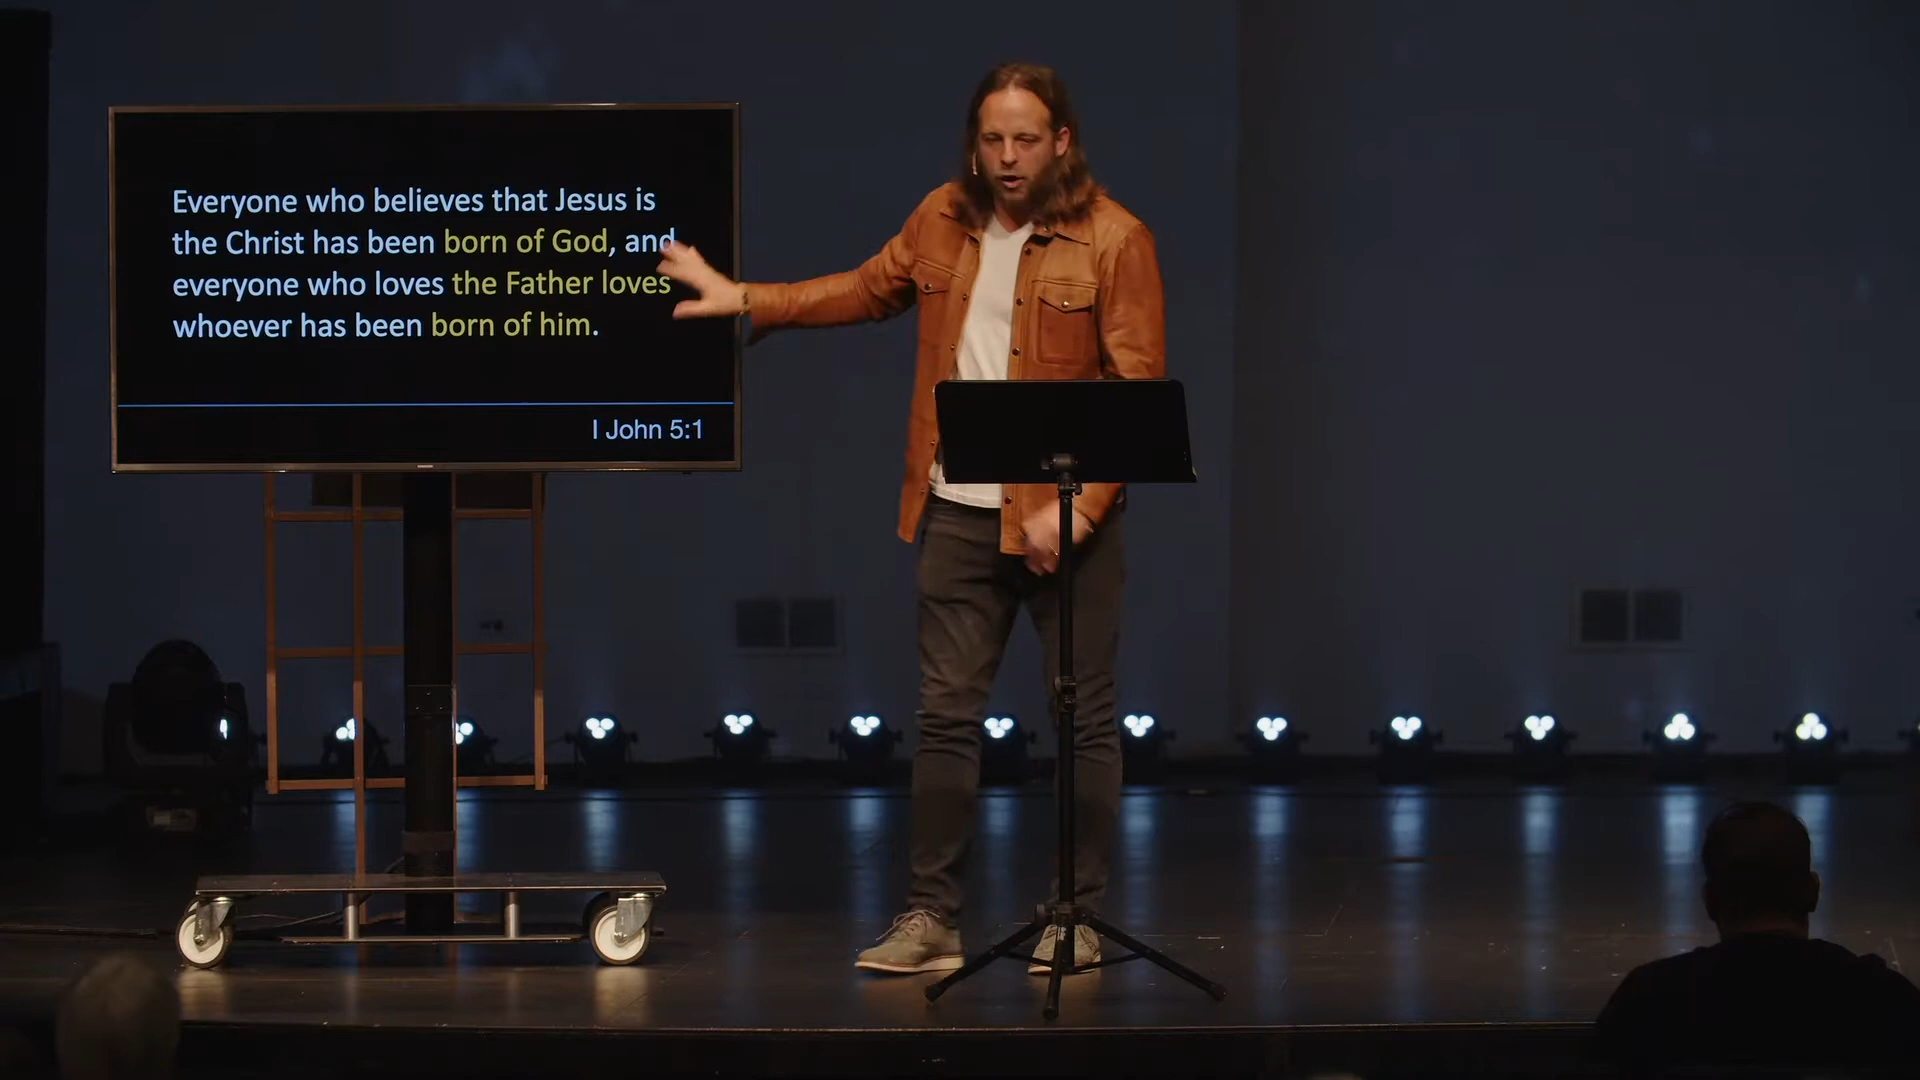 Everyone who believes that Jesus is
the Christ has been born of God, and
everyone who loves the Father loves
whoever has been born of him.
I John 5:1